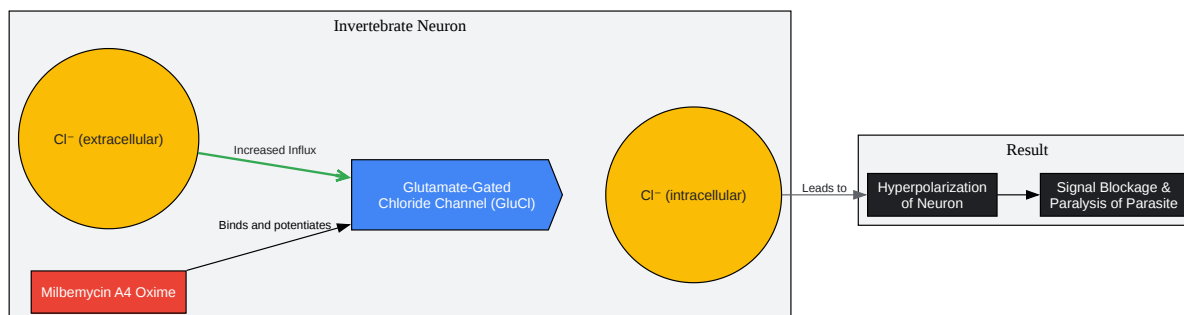 Invertebrate Neuron
Cl⁻ (extracellular)
Increased Influx
Glutamate-Gated
Chloride Channel (GluCl)
Binds and potentiates
Milbemycin A4 Oxime
Cl⁻ (intracellular)
Leads to
Result
Hyperpolarization
of Neuron
Signal Blockage &
Paralysis of Parasite